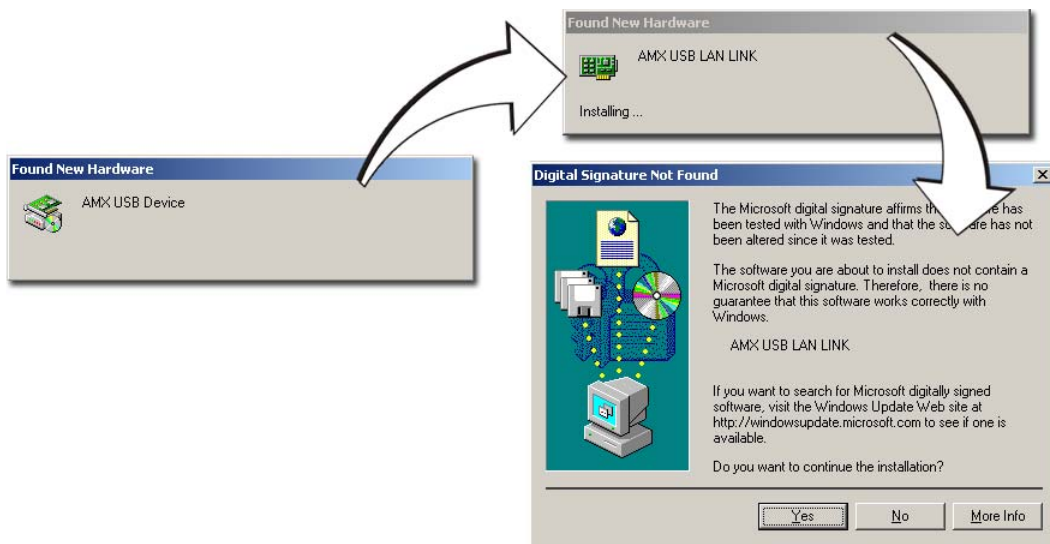 Found New Hardware
AMX USB Device
Found New Hardware
AMX USB LAN LINK
Installing ...
Digital Signature Not Found
The Microsoft digital signature affirms
has
been tested with Windows and that the has not
been altered since it was tested.
The software you are about to install does not contain a
Microsoft digital signature. Therefore, there is no
guarantee that this software works correctly with
Windows.
AMX USB LAN LINK
If you want to search for Microsoft digitally signed
software, visit the Windows Update Web site at
http://windowsupdate.microsoft.com to see if one is
available.
Do you want to continue the installation?
Yes
No
More Info